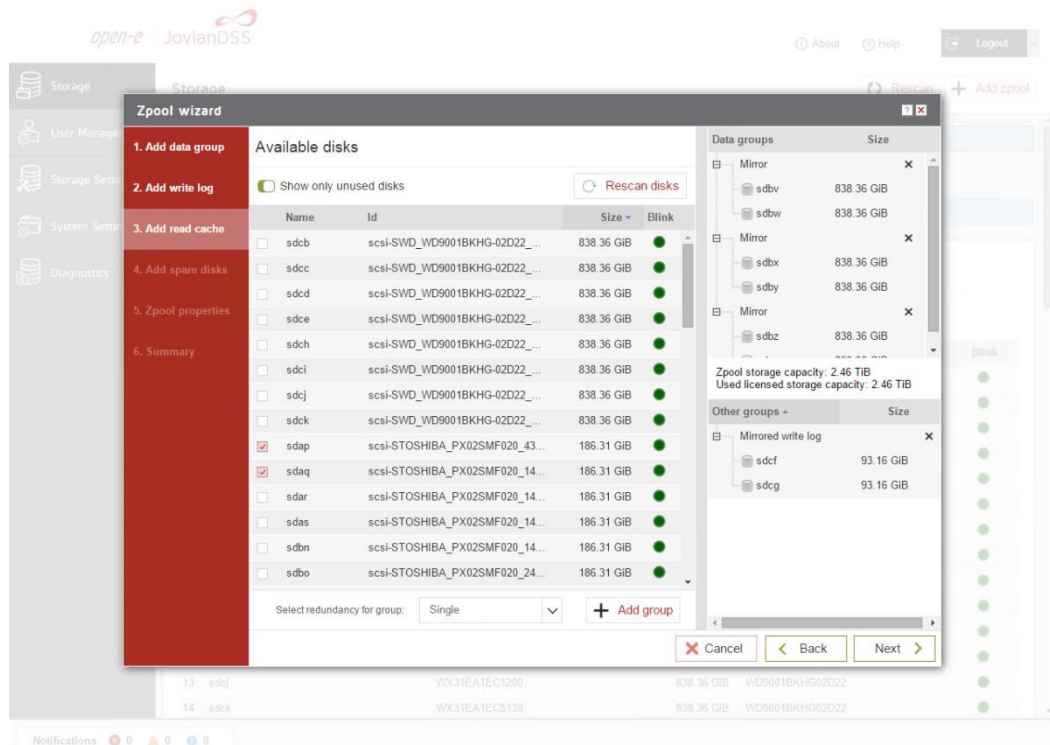 open-e JovianDSS
About Help Logout
Storage
User Manage
Storage Settin
System Settin
Diagnostics
Storage
Rescan Add zpool
Zpool wizard
1. Add data group
2. Add write log
3. Add read cache
4. Add spare disks
5. Zpool properties
6. Summary
Available disks
Show only unused disks
Rescan disks
Name Id Size Blink
sdcb scsi-SWD_WD9001BKHG-02D22_... 838.36 GiB
sdcc scsi-SWD_WD9001BKHG-02D22_... 838.36 GiB
sdcd scsi-SWD_WD9001BKHG-02D22_... 838.36 GiB
sdce scsi-SWD_WD9001BKHG-02D22_... 838.36 GiB
sdch scsi-SWD_WD9001BKHG-02D22_... 838.36 GiB
sdci scsi-SWD_WD9001BKHG-02D22_... 838.36 GiB
sdcj scsi-SWD_WD9001BKHG-02D22_... 838.36 GiB
sdck scsi-SWD_WD9001BKHG-02D22_... 838.36 GiB
sdap scsi-STOSHIBA_PX02SMF020_43... 186.31 GiB
sdaq scsi-STOSHIBA_PX02SMF020_14... 186.31 GiB
sdar scsi-STOSHIBA_PX02SMF020_14... 186.31 GiB
sdas scsi-STOSHIBA_PX02SMF020_14... 186.31 GiB
sdbn scsi-STOSHIBA_PX02SMF020_14... 186.31 GiB
sdbo scsi-STOSHIBA_PX02SMF020_24... 186.31 GiB
Select redundancy for group: Single Add group
Data groups Size
Mirror
sdbv 838.36 GiB
sdbw 838.36 GiB
Mirror
sdbx 838.36 GiB
sdby 838.36 GiB
Mirror
sdbz 838.36 GiB
Zpool storage capacity: 2.46 TiB
Used licensed storage capacity: 2.46 TiB
Other groups Size
Mirrored write log
sdcf 93.16 GiB
sdcg 93.16 GiB
Cancel Back Next
Blink
13 sdcj WX31EA1EC1200 838.36 GiB WD9001BKHG02D22
14 sdck WX31EA1EC5130 838.36 GiB WD9001BKHG02D22
Notifications 0 0 0